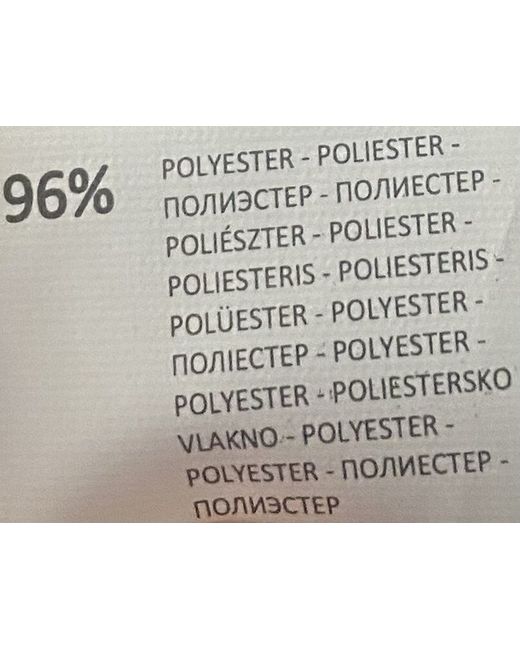 96%
POLYESTER - POLIESTER -
ПОЛИЭСТЕР - ПОЛИЕСТЕР -
POLIÉSZTER - POLIESTER -
POLIESTERIS - POLIESTERIS -
POLÜESTER - POLYESTER -
ПОЛІЕСТЕР - POLYESTER -
POLYESTER - POLIESTERSKO
VLAKNO - POLYESTER -
POLYESTER - ПОЛИЕСТЕР -
ПОЛИЭСТЕР